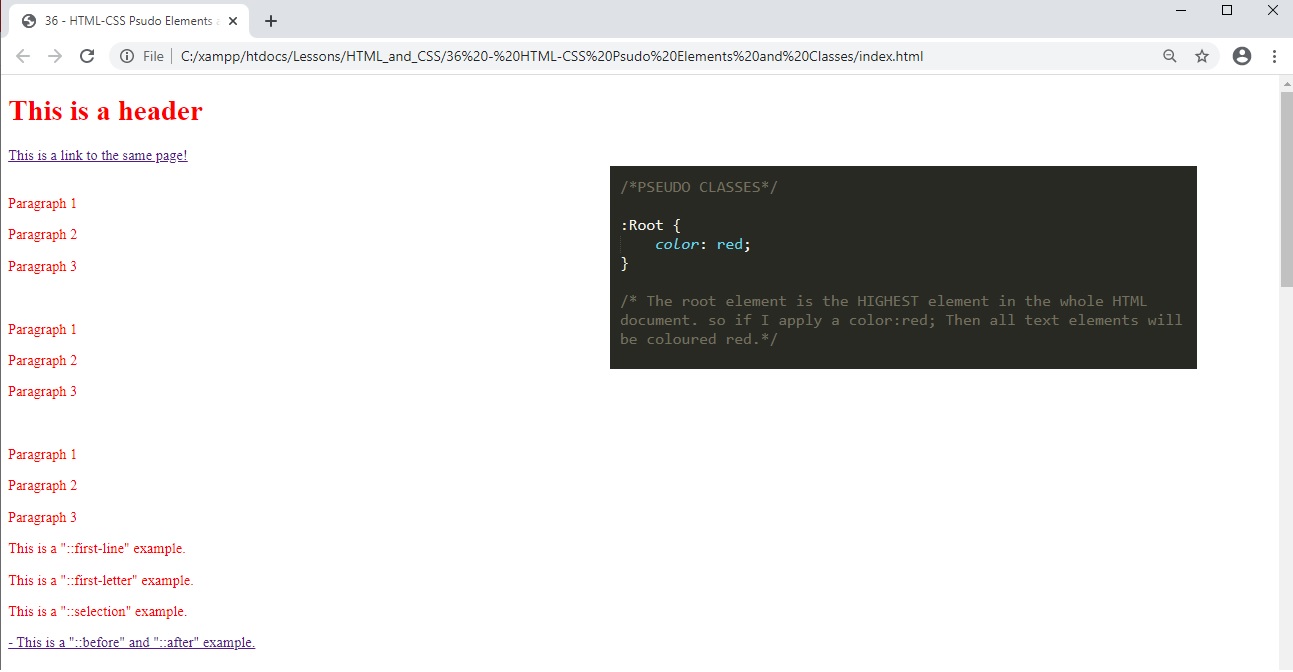 36 - HTML-CSS Psudo Elements a
File
C:/xampp/htdocs/Lessons/HTML_and_CSS/36%20-%20HTML-CSS%20Psudo%20Elements%20and%20Classes/index.html
This is a header
This is a link to the same page!
Paragraph 1
Paragraph 2
Paragraph 3
Paragraph 1
Paragraph 2
Paragraph 3
Paragraph 1
Paragraph 2
Paragraph 3
This is a "::first-line" example.
This is a "::first-letter" example.
This is a "::selection" example.
- This is a "::before" and "::after" example.
/*PSEUDO CLASSES*/
:Root {
color: red;
}
/* The root element is the HIGHEST element in the whole HTML
document. so if I apply a color:red; Then all text elements will
be coloured red.*/